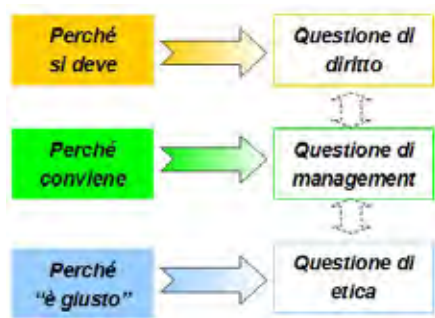 Perché
si deve
Questione di
diritto
Perché
conviene
Questione di
management
Perché
“è giusto”
Questione di
etica